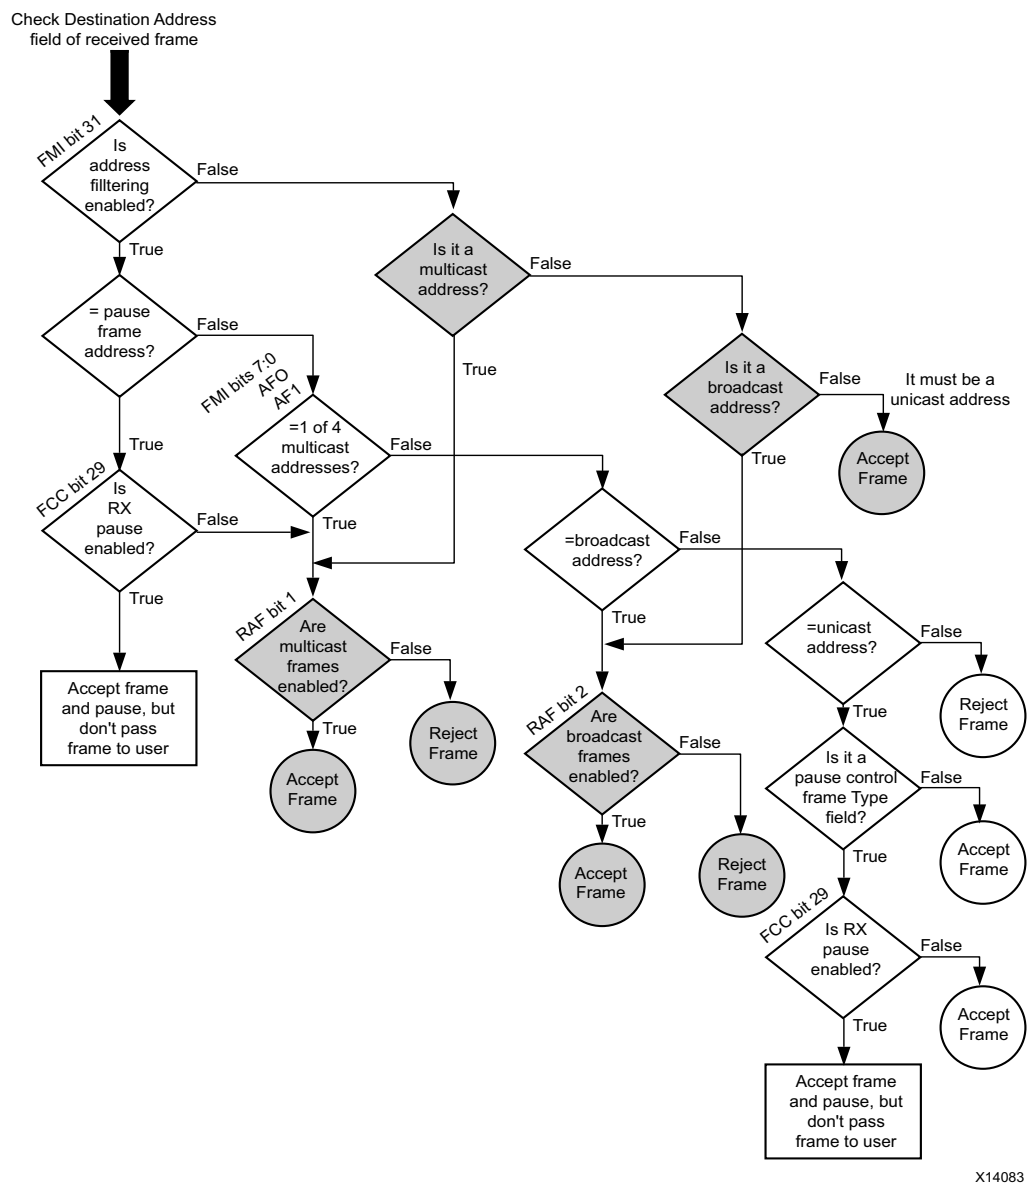 Check Destination Address
field of received frame
FMI bit 31
Is
address
filltering
enabled?
False
True
Is it a
multicast
address?
False
True
= pause
frame
address?
False
True
FMI bits 7:0
AFO
AF1
=1 of 4
multicast
addresses?
False
True
Is it a
broadcast
address?
False
True
It must be a
unicast address
Accept
Frame
FCC bit 29
Is
RX
pause
enabled?
False
True
=broadcast
address?
False
True
RAF bit 1
Are
multicast
frames
enabled?
False
True
=unicast
address?
False
True
Accept frame
and pause, but
don't pass
frame to user
Reject
Frame
Accept
Frame
RAF bit 2
Are
broadcast
frames
enabled?
False
True
Reject
Frame
Is it a
pause control
frame Type
field?
False
True
Accept
Frame
Reject
Frame
Accept
Frame
FCC bit 29
Is RX
pause
enabled?
False
True
Accept
Frame
Accept frame
and pause, but
don't pass
frame to user
X14083